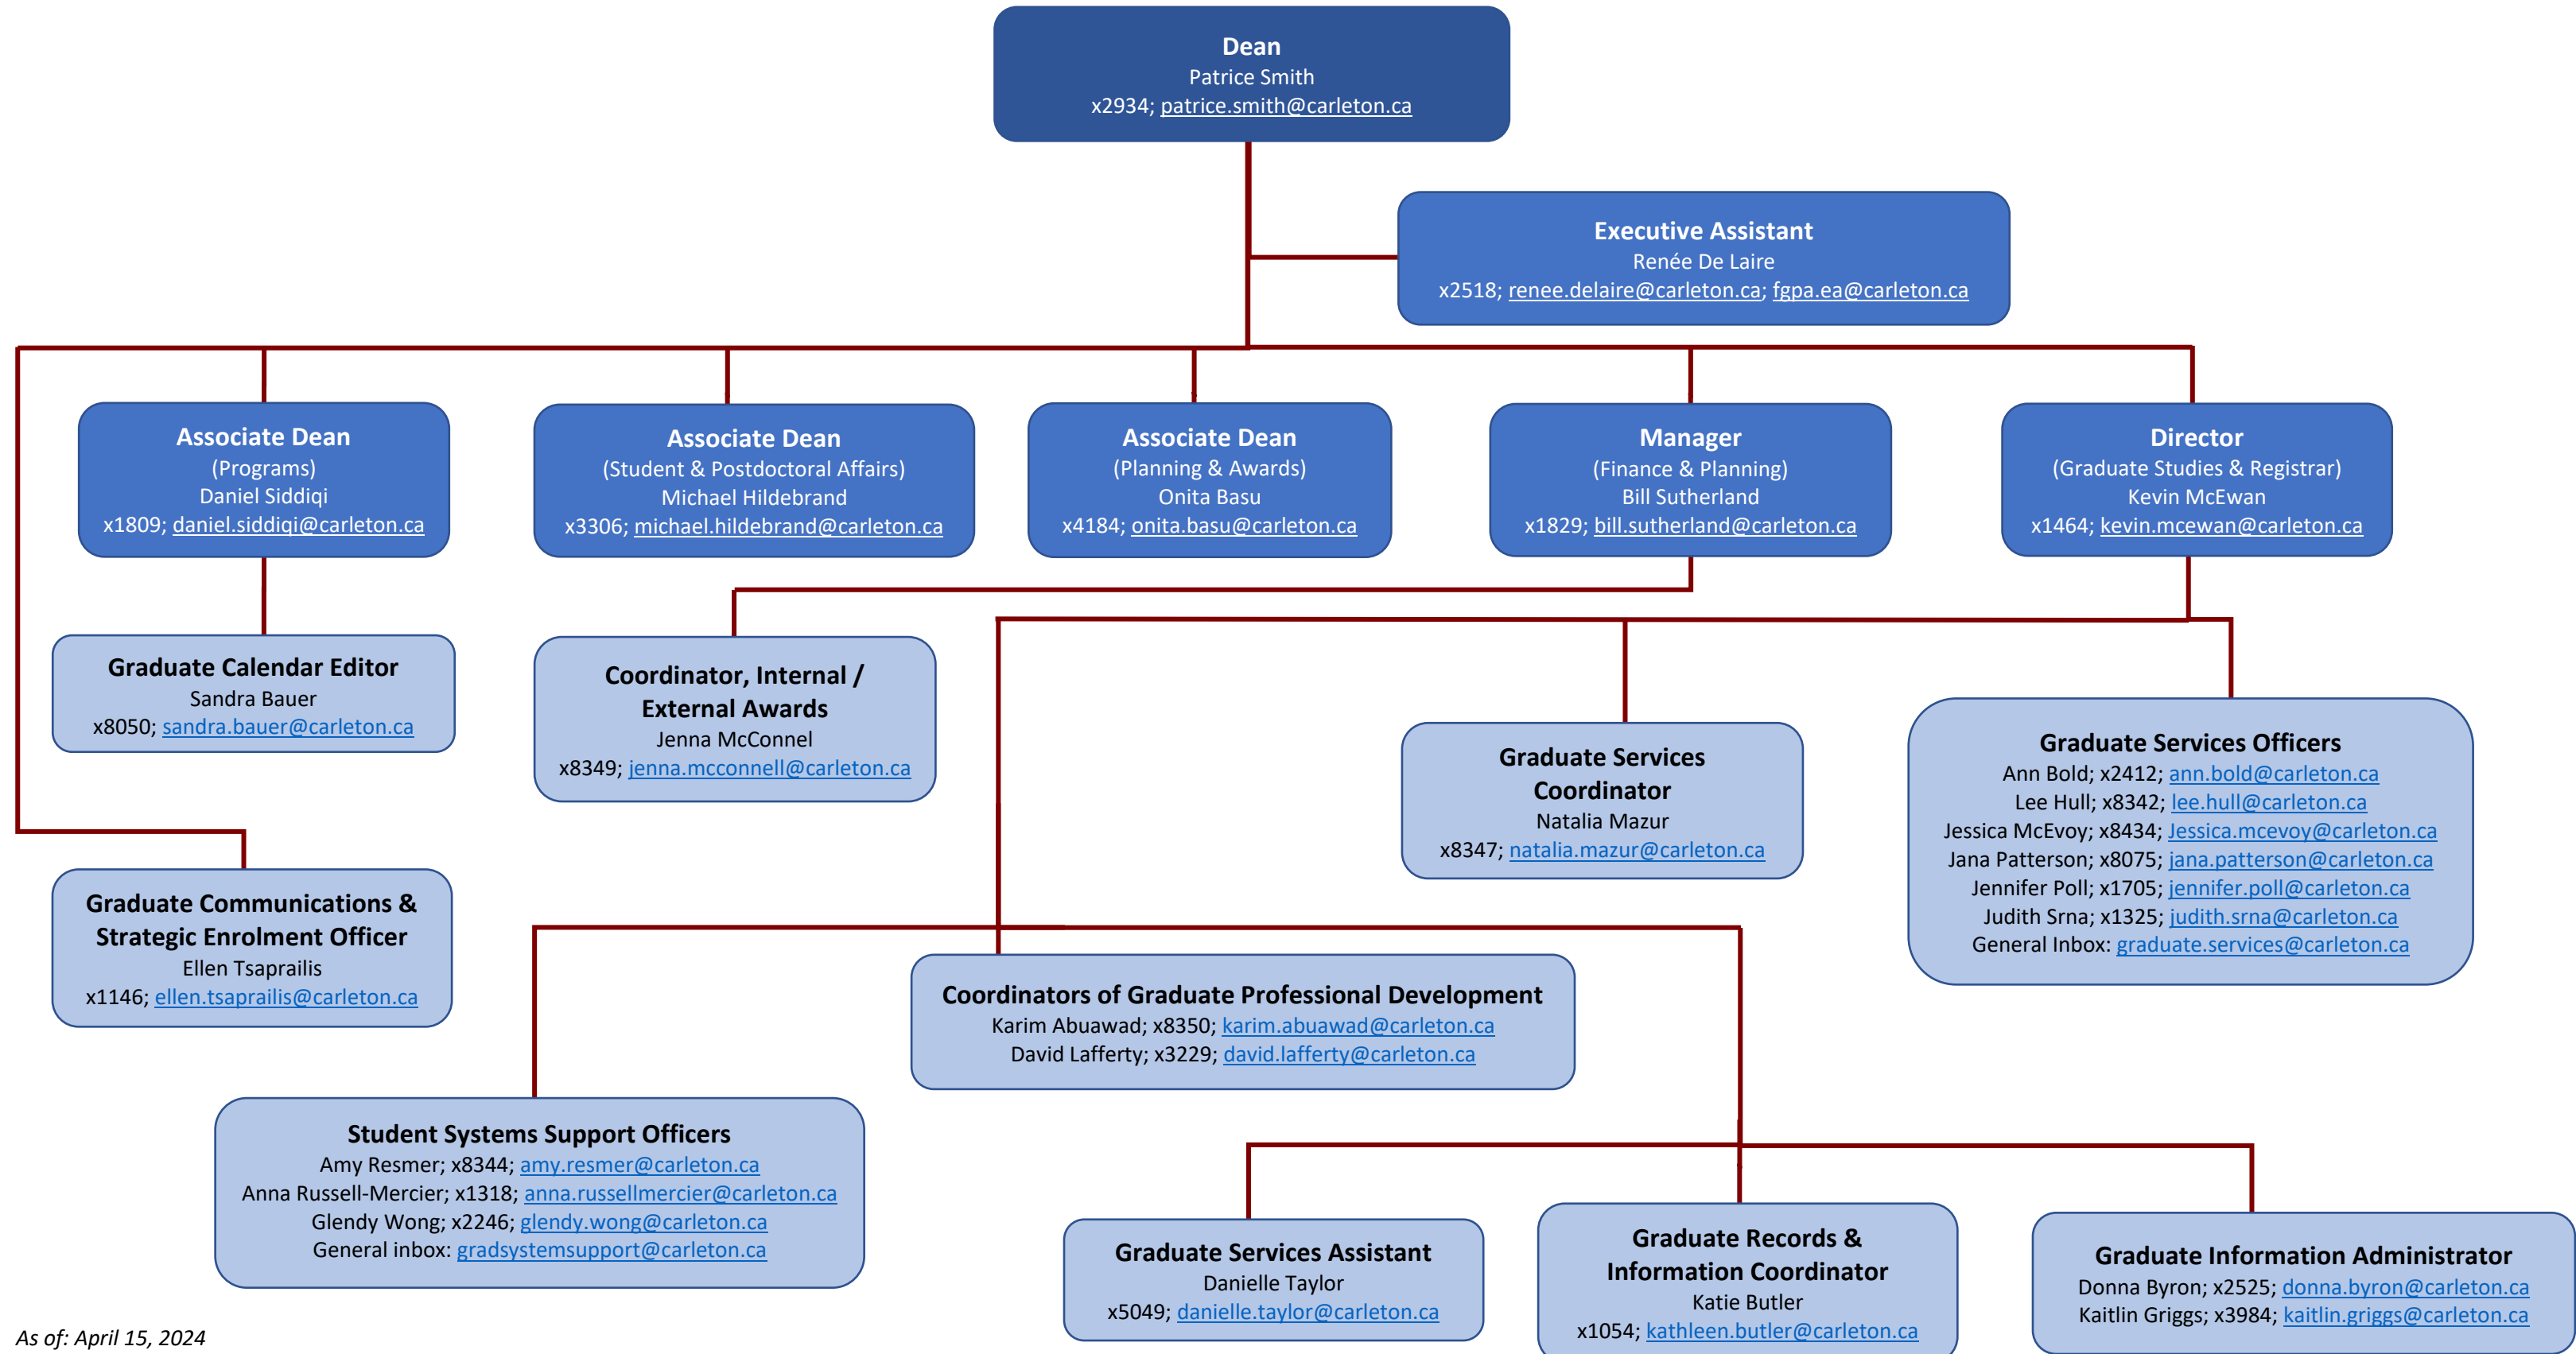 Dean
Patrice Smith
x2934; patrice.smith@carleton.ca
Executive Assistant
Renée De Laire
x2518; renee.delaire@carleton.ca; fgpa.ea@carleton.ca
Associate Dean
(Programs)
Daniel Siddiqi
x1809; daniel.siddiqi@carleton.ca
Associate Dean
(Student & Postdoctoral Affairs)
Michael Hildebrand
x3306; michael.hildebrand@carleton.ca
Associate Dean
(Planning & Awards)
Onita Basu
x4184; onita.basu@carleton.ca
Manager
(Finance & Planning)
Bill Sutherland
x1829; bill.sutherland@carleton.ca
Director
(Graduate Studies & Registrar)
Kevin McEwan
x1464; kevin.mcewan@carleton.ca
Graduate Calendar Editor
Sandra Bauer
x8050; sandra.bauer@carleton.ca
Coordinator, Internal /
External Awards
Jenna McConnel
x8349; jenna.mcconnell@carleton.ca
Graduate Services
Coordinator
Natalia Mazur
x8347; natalia.mazur@carleton.ca
Graduate Services Officers
Ann Bold; x2412; ann.bold@carleton.ca
Lee Hull; x8342; lee.hull@carleton.ca
Jessica McEvoy; x8434; Jessica.mcevoy@carleton.ca
Jana Patterson; x8075; jana.patterson@carleton.ca
Jennifer Poll; x1705; jennifer.poll@carleton.ca
Judith Srna; x1325; judith.srna@carleton.ca
General Inbox: graduate.services@carleton.ca
Graduate Communications &
Strategic Enrolment Officer
Ellen Tsaprailis
x1146; ellen.tsaprailis@carleton.ca
Coordinators of Graduate Professional Development
Karim Abuawad; x8350; karim.abuawad@carleton.ca
David Lafferty; x3229; david.lafferty@carleton.ca
Student Systems Support Officers
Amy Resmer; x8344; amy.resmer@carleton.ca
Anna Russell-Mercier; x1318; anna.russellmercier@carleton.ca
Glendy Wong; x2246; glendy.wong@carleton.ca
General inbox: gradsystemsupport@carleton.ca
Graduate Services Assistant
Danielle Taylor
x5049; danielle.taylor@carleton.ca
Graduate Records &
Information Coordinator
Katie Butler
x1054; kathleen.butler@carleton.ca
Graduate Information Administrator
Donna Byron; x2525; donna.byron@carleton.ca
Kaitlin Griggs; x3984; kaitlin.griggs@carleton.ca
As of: April 15, 2024